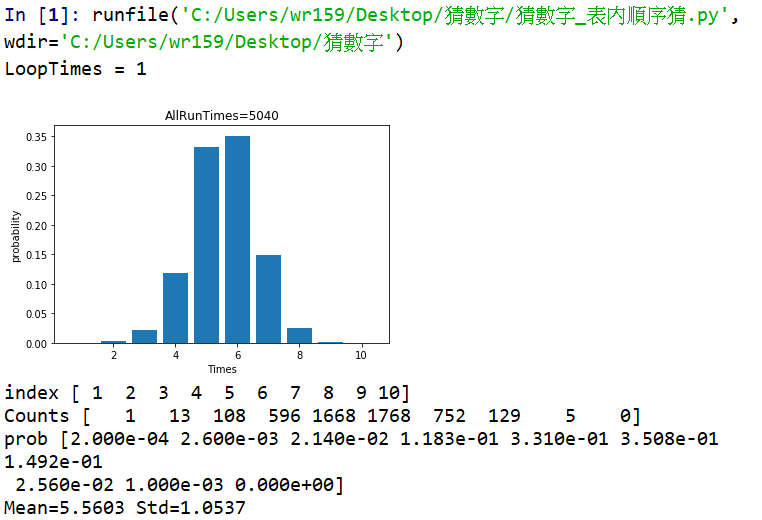 In [1]: runfile('C:/Users/wr159/Desktop/猜數字/猜數字_表内順序猜.py',
wdir='C:/Users/wr159/Desktop/猜數字')
LoopTimes = 1
AllRunTimes=5040
0.35
0.30
0.25
0.20
0.15
0.10
0.05
0.00
probability
2 4 6 8 10
Times
index [ 1 2 3 4 5 6 7 8 9 10]
Counts [ 1 13 108 596 1668 1768 752 129 5 0]
prob [2.000e-04 2.600e-03 2.140e-02 1.183e-01 3.310e-01 3.508e-01
1.492e-01
2.560e-02 1.000e-03 0.000e+00]
Mean=5.5603 Std=1.0537